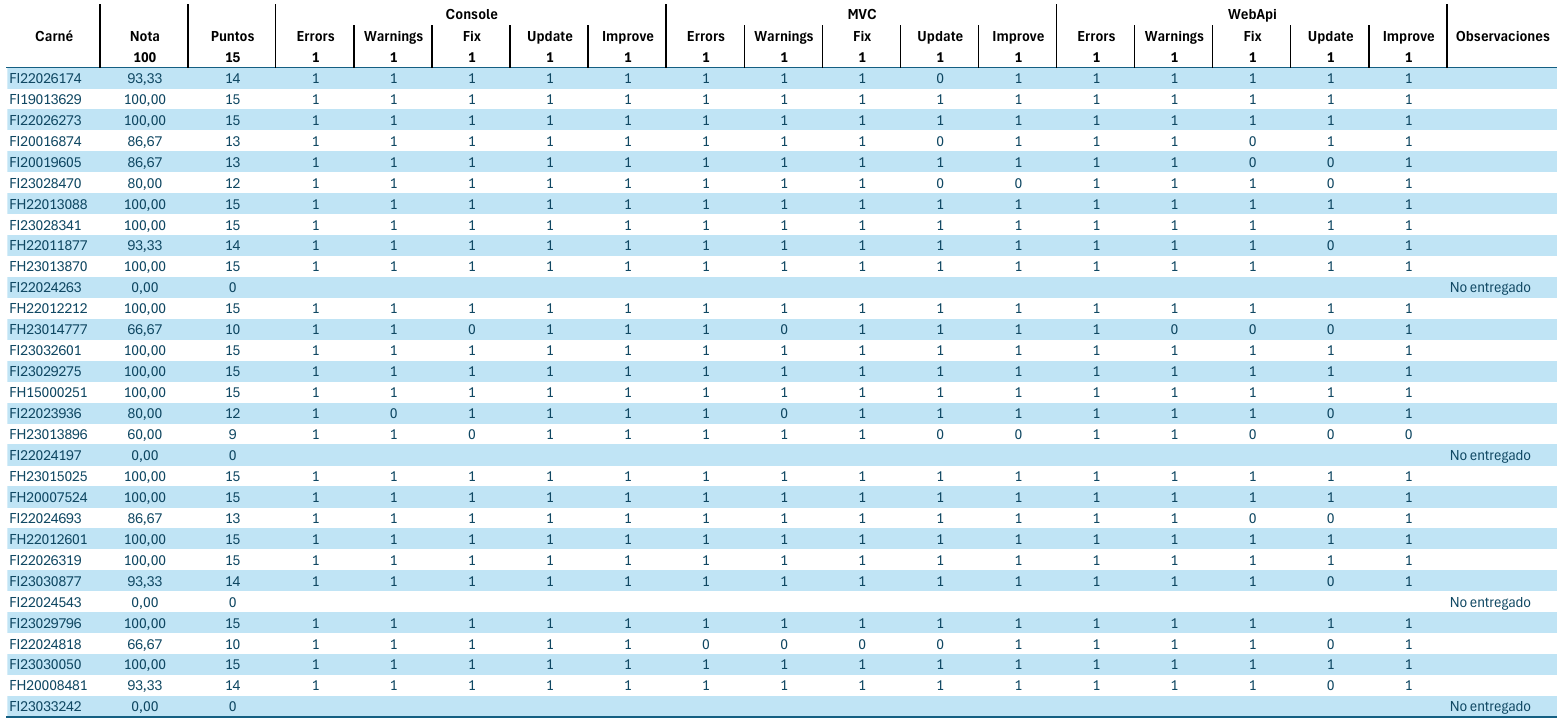 Console MVC WebApi
Carné Nota Puntos Errors Warnings Fix Update Improve Errors Warnings Fix Update Improve Errors Warnings Fix Update Improve Observaciones
100 15 1 1 1 1 1 1 1 1 1 1 1 1 1 1 1
FI22026174 93,33 14 1 1 1 1 1 1 1 1 0 1 1 1 1 1 1
FI19013629 100,00 15 1 1 1 1 1 1 1 1 1 1 1 1 1 1 1
FI22026273 100,00 15 1 1 1 1 1 1 1 1 1 1 1 1 1 1 1
FI20016874 86,67 13 1 1 1 1 1 1 1 1 0 1 1 1 0 1 1
FI20019605 86,67 13 1 1 1 1 1 1 1 1 1 1 1 1 0 0 1
FI23028470 80,00 12 1 1 1 1 1 1 1 1 0 0 1 1 1 0 1
FH22013088 100,00 15 1 1 1 1 1 1 1 1 1 1 1 1 1 1 1
FI23028341 100,00 15 1 1 1 1 1 1 1 1 1 1 1 1 1 1 1
FH22011877 93,33 14 1 1 1 1 1 1 1 1 1 1 1 1 1 0 1
FH23013870 100,00 15 1 1 1 1 1 1 1 1 1 1 1 1 1 1 1
FI22024263 0,00 0 No entregado
FH22012212 100,00 15 1 1 1 1 1 1 1 1 1 1 1 1 1 1 1
FH23014777 66,67 10 1 1 0 1 1 1 0 1 1 1 1 0 0 0 1
FI23032601 100,00 15 1 1 1 1 1 1 1 1 1 1 1 1 1 1 1
FI23029275 100,00 15 1 1 1 1 1 1 1 1 1 1 1 1 1 1 1
FH15000251 100,00 15 1 1 1 1 1 1 1 1 1 1 1 1 1 1 1
FI22023936 80,00 12 1 0 1 1 1 1 0 1 1 1 1 1 1 0 1
FH23013896 60,00 9 1 1 0 1 1 1 1 1 0 0 1 1 0 0 0
FI22024197 0,00 0 No entregado
FH23015025 100,00 15 1 1 1 1 1 1 1 1 1 1 1 1 1 1 1
FH20007524 100,00 15 1 1 1 1 1 1 1 1 1 1 1 1 1 1 1
FI22024693 86,67 13 1 1 1 1 1 1 1 1 1 1 1 1 0 0 1
FH22012601 100,00 15 1 1 1 1 1 1 1 1 1 1 1 1 1 1 1
FI22026319 100,00 15 1 1 1 1 1 1 1 1 1 1 1 1 1 1 1
FI23030877 93,33 14 1 1 1 1 1 1 1 1 1 1 1 1 1 0 1
FI22024543 0,00 0 No entregado
FI23029796 100,00 15 1 1 1 1 1 1 1 1 1 1 1 1 1 1 1
FI22024818 66,67 10 1 1 1 1 1 0 0 0 0 1 1 1 1 0 1
FI23030050 100,00 15 1 1 1 1 1 1 1 1 1 1 1 1 1 1 1
FH20008481 93,33 14 1 1 1 1 1 1 1 1 1 1 1 1 1 0 1
FI23033242 0,00 0 No entregado